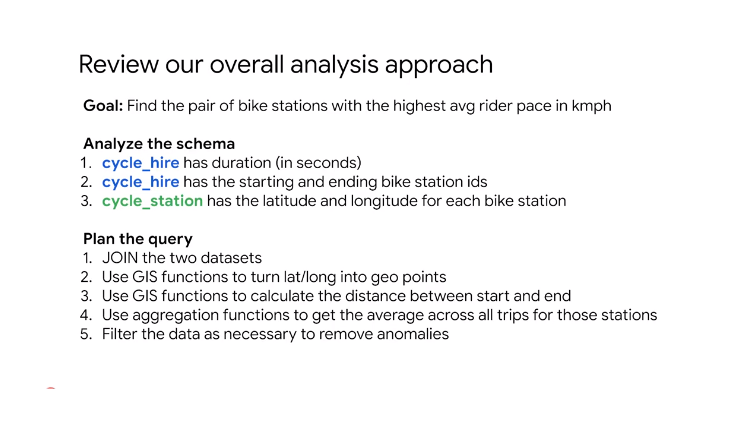 Review our overall analysis approach
Goal: Find the pair of bike stations with the highest avg rider pace in kmph
Analyze the schema
1. cycle_hire has duration (in seconds)
2. cycle_hire has the starting and ending bike station ids
3. cycle_station has the latitude and longitude for each bike station
Plan the query
1. JOIN the two datasets
2. Use GIS functions to turn lat/long into geo points
3. Use GIS functions to calculate the distance between start and end
4. Use aggregation functions to get the average across all trips for those stations
5. Filter the data as necessary to remove anomalies